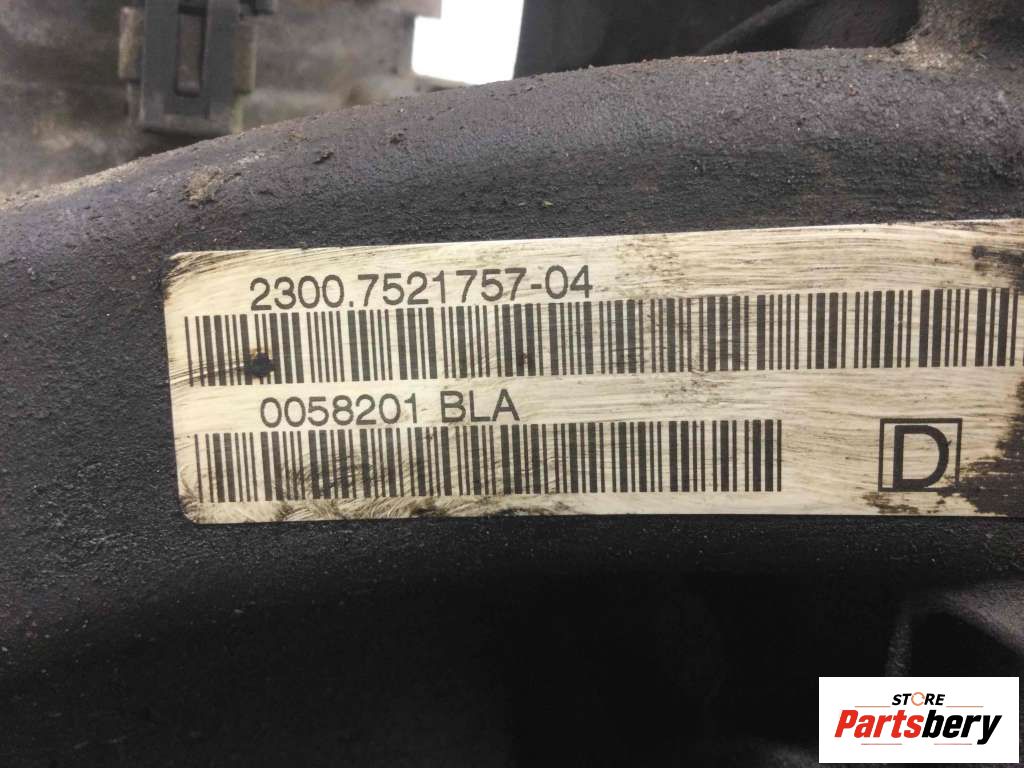 2300.7521757-04
0058201 BLA
D
STORE
Partsbery